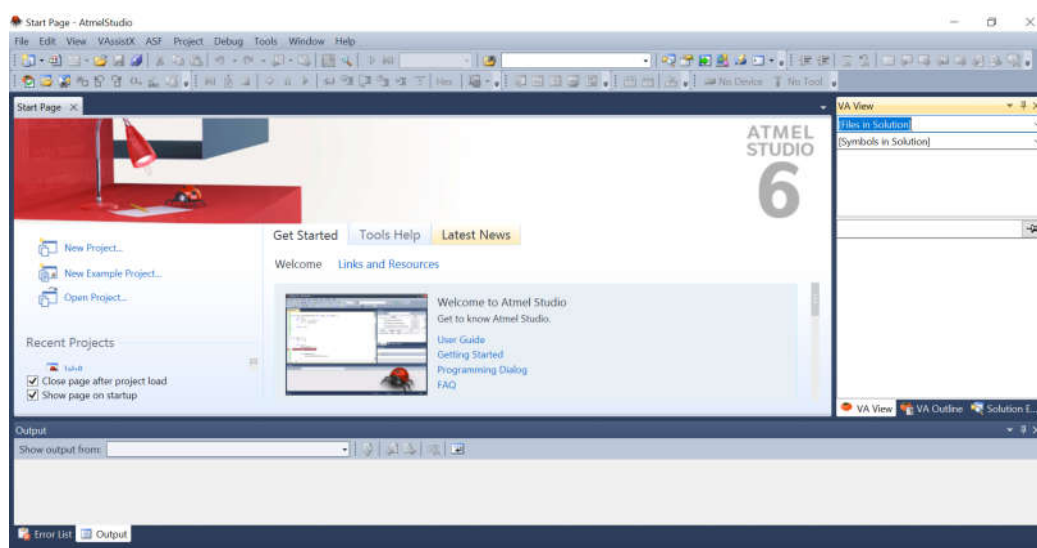 Start Page - AtmelStudio
File Edit View VAssistX ASF Project Debug Tools Window Help
Hex
No Device No Tool
Start Page
VA View
[Files in Solution]
[Symbols in Solution]
ATMEL
STUDIO
6
Get Started Tools Help Latest News
New Project...
New Example Project...
Open Project...
Welcome Links and Resources
Welcome to Atmel Studio
Get to know Atmel Studio.
User Guide
Getting Started
Programming Dialog
FAQ
Recent Projects
Close page after project load
Show page on startup
VA View VA Outline Solution E...
Output
Show output from:
Error List Output